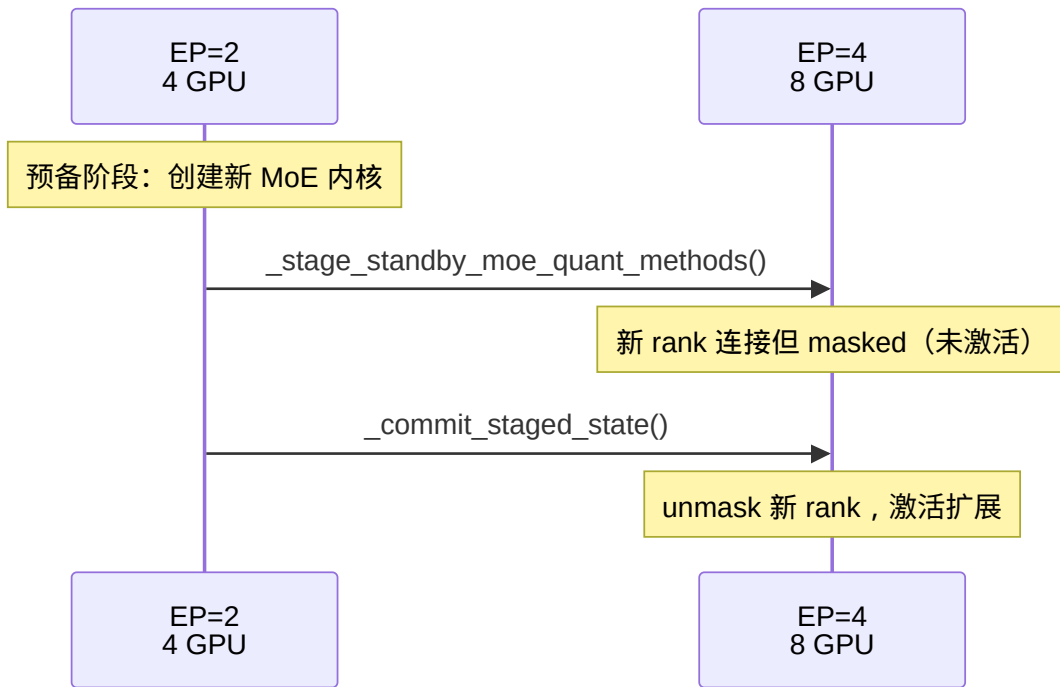 EP=2
4 GPU
EP=4
8 GPU
预备阶段：创建新 MoE 内核
_stage_standby_moe_quant_methods()
新 rank 连接但 masked（未激活）
_commit_staged_state()
unmask 新 rank，激活扩展
EP=2
4 GPU
EP=4
8 GPU